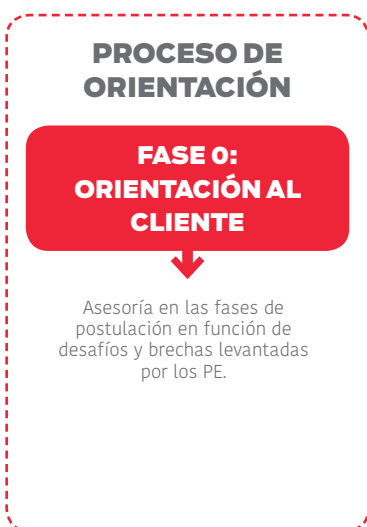 PROCESO DE
ORIENTACIÓN
FASE 0:
ORIENTACIÓN AL
CLIENTE
Asesoría en las fases de
postulación en función de
desafíos y brechas levantadas
por los PE.